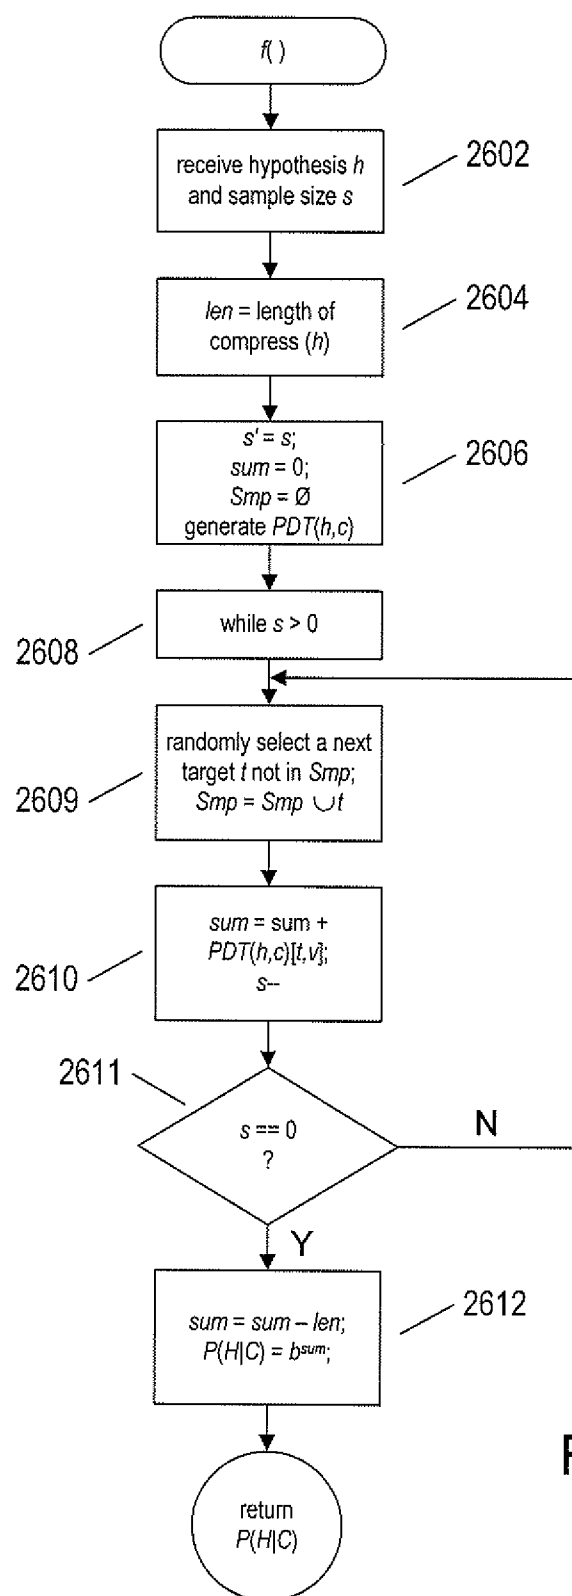 f( )
receive hypothesis h
and sample size s
2602
len = length of
compress (h)
2604
s' = s;
sum = 0;
Smp = Ø
generate PDT(h,c)
2606
while s > 0
2608
randomly select a next
target t not in Smp;
Smp = Smp ∪ t
2609
sum = sum +
PDT(h,c)[t,v];
s--
2610
2611
s == 0
?
N
Y
sum = sum – len;
P(H|C) = b^sum;
2612
return
P(H|C)